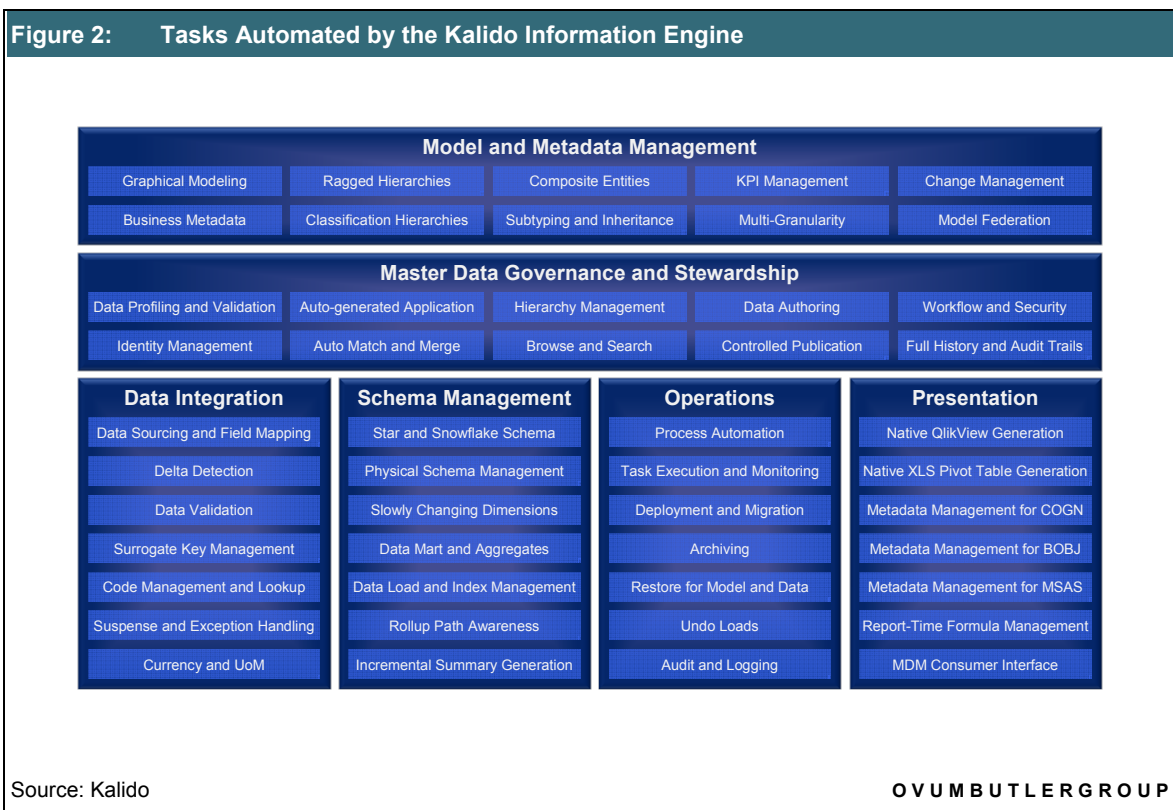 Figure 2: Tasks Automated by the Kalido Information Engine
Model and Metadata Management
Graphical Modeling Ragged Hierarchies Composite Entities KPI Management Change Management
Business Metadata Classification Hierarchies Subtyping and Inheritance Multi-Granularity Model Federation
Master Data Governance and Stewardship
Data Profiling and Validation Auto-generated Application Hierarchy Management Data Authoring Workflow and Security
Identity Management Auto Match and Merge Browse and Search Controlled Publication Full History and Audit Trails
Data Integration
Data Sourcing and Field Mapping
Delta Detection
Data Validation
Surrogate Key Management
Code Management and Lookup
Suspense and Exception Handling
Currency and UoM
Schema Management
Star and Snowflake Schema
Physical Schema Management
Slowly Changing Dimensions
Data Mart and Aggregates
Data Load and Index Management
Rollup Path Awareness
Incremental Summary Generation
Operations
Process Automation
Task Execution and Monitoring
Deployment and Migration
Archiving
Restore for Model and Data
Undo Loads
Audit and Logging
Presentation
Native QlikView Generation
Native XLS Pivot Table Generation
Metadata Management for COGN
Metadata Management for BOBJ
Metadata Management for MSAS
Report-Time Formula Management
MDM Consumer Interface
Source: Kalido OVUMBUTLERGROUP